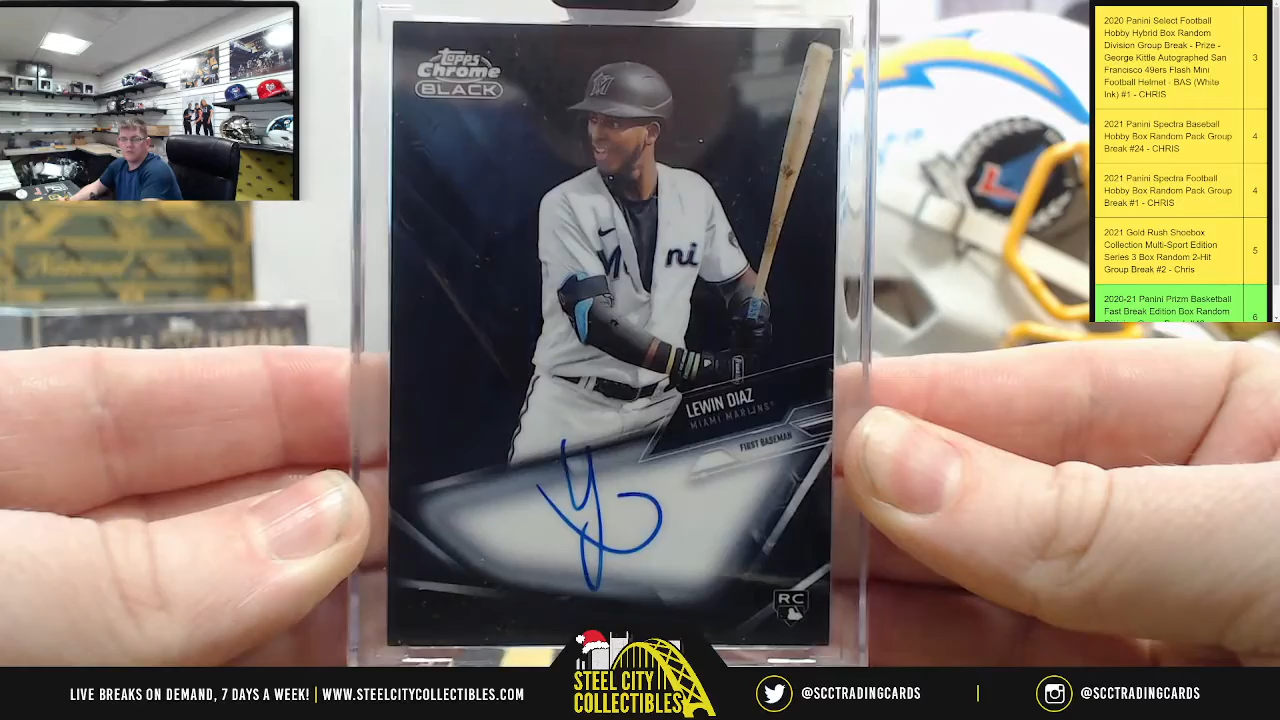 Topps
Chrome
BLACK
M
ni
LEWIN DIAZ
MIAMI MARLINS
FIRST BASEMAN
RC
2020 Panini Select Football
Hobby Hybrid Box Random
Division Group Break - Prize -
George Kittle Autographed San
Francisco 49ers Flash Mini
Football Helmet - BAS (White
Ink) #1 - CHRIS
3
2021 Panini Spectra Baseball
Hobby Box Random Pack Group
Break #24 - CHRIS
4
2021 Panini Spectra Football
Hobby Box Random Pack Group
Break #1 - CHRIS
4
2021 Gold Rush Shoebox
Collection Multi-Sport Edition
Series 3 Box Random 2-Hit
Group Break #2 - Chris
5
2020-21 Panini Prizm Basketball
Fast Break Edition Box Random
6
STEEL CITY
COLLECTIBLES
LIVE BREAKS ON DEMAND, 7 DAYS A WEEK! | WWW.STEELCITYCOLLECTIBLES.COM
@SCCTRADINGCARDS | @SCCTRADINGCARDS